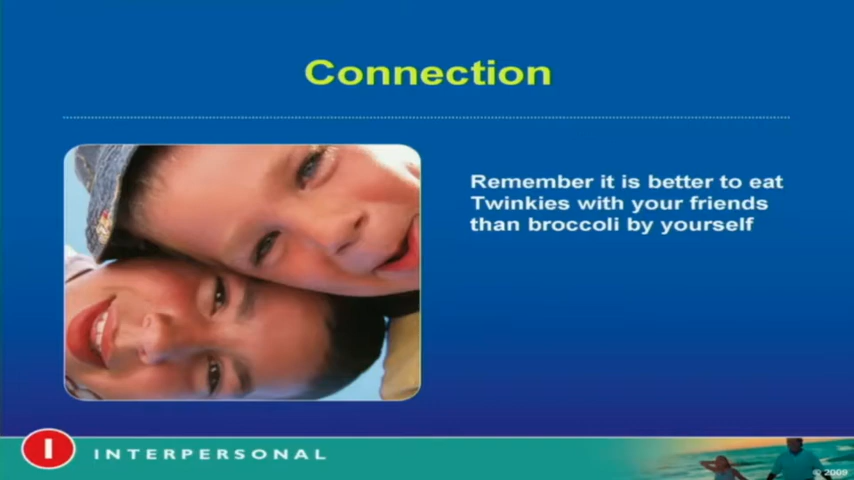 Connection
Remember it is better to eat
Twinkies with your friends
than broccoli by yourself
I INTERPERSONAL
© 2009